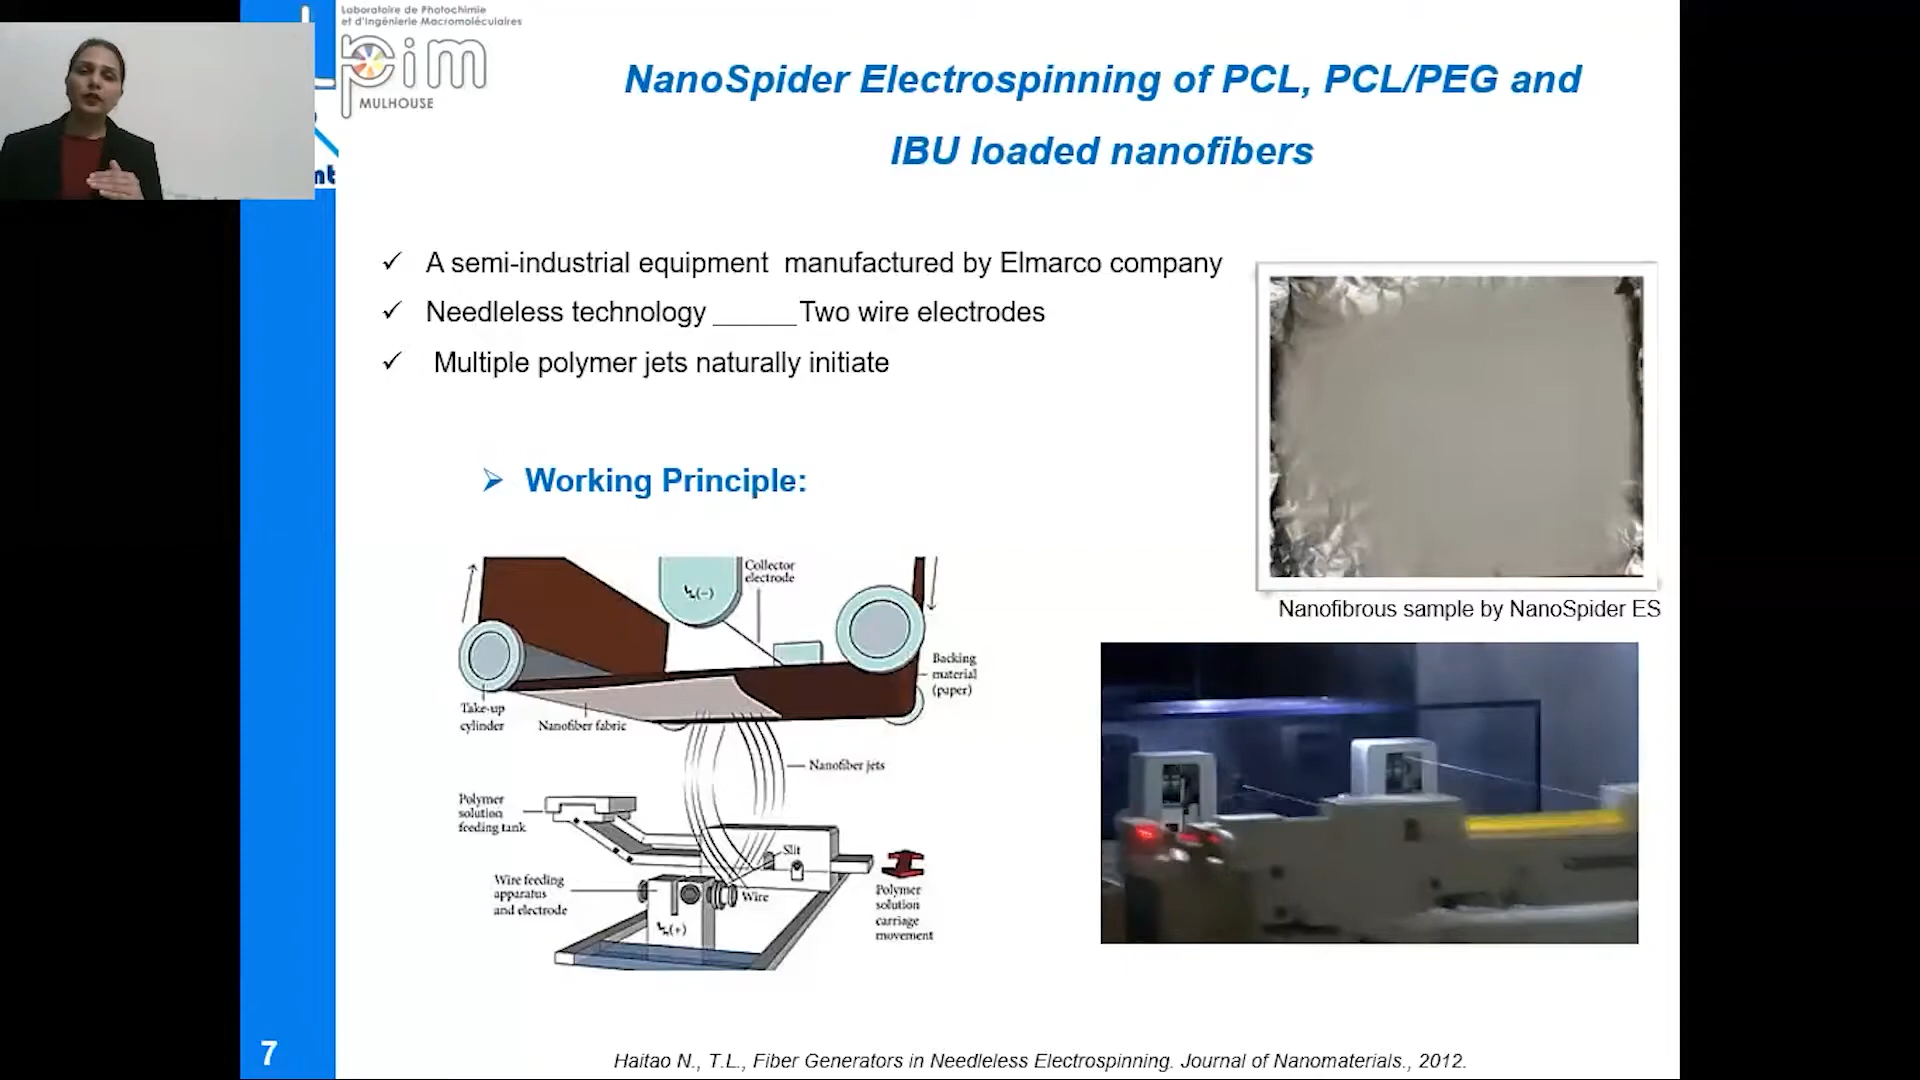 Laboratoire de Photochimie
et d'Ingénierie Macromoléculaires
pim
MULHOUSE
nt
NanoSpider Electrospinning of PCL, PCL/PEG and
IBU loaded nanofibers
✓ A semi-industrial equipment manufactured by Elmarco company
✓ Needleless technology ______ Two wire electrodes
✓ Multiple polymer jets naturally initiate
➢ Working Principle:
Collector
electrode
(−)
Backing
material
(paper)
Take-up
cylinder
Nanofiber fabric
Nanofiber jets
Polymer
solution
feeding tank
Slit
Wire feeding
apparatus
and electrode
Wire
(+)
Polymer
solution
carriage
movement
Nanofibrous sample by NanoSpider ES
7
Haitao N., T.L., Fiber Generators in Needleless Electrospinning. Journal of Nanomaterials., 2012.